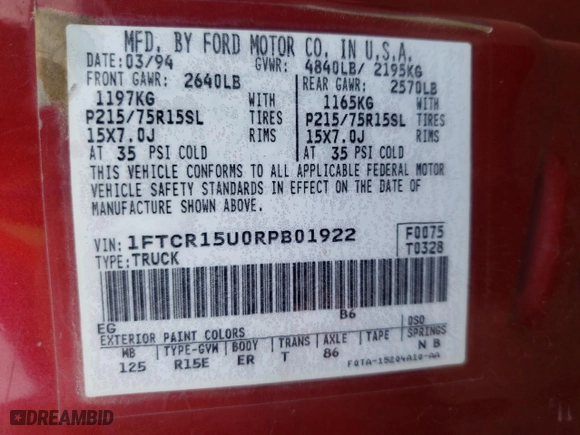 MFD. BY FORD MOTOR CO. IN U.S.A.
DATE: 03/94 GVWR: 4840LB/ 2195KG
FRONT GAWR: 2640LB REAR GAWR: 2570LB
1197KG WITH 1165KG WITH
P215/75R15SL TIRES P215/75R15SL TIRES
15X7.0J RIMS 15X7.0J RIMS
AT 35 PSI COLD AT 35 PSI COLD
THIS VEHICLE CONFORMS TO ALL APPLICABLE FEDERAL MOTOR
VEHICLE SAFETY STANDARDS IN EFFECT ON THE DATE OF
MANUFACTURE SHOWN ABOVE.
VIN: 1FTCR15U0RPB01922 F0075
TYPE: TRUCK T0328
B6
EG
EXTERIOR PAINT COLORS DSO
MB TYPE-GVW BODY TRANS AXLE TAPE SPRINGS
125 R15E ER T 86 N B
F0TA-15204A10-AA
DREAMBID